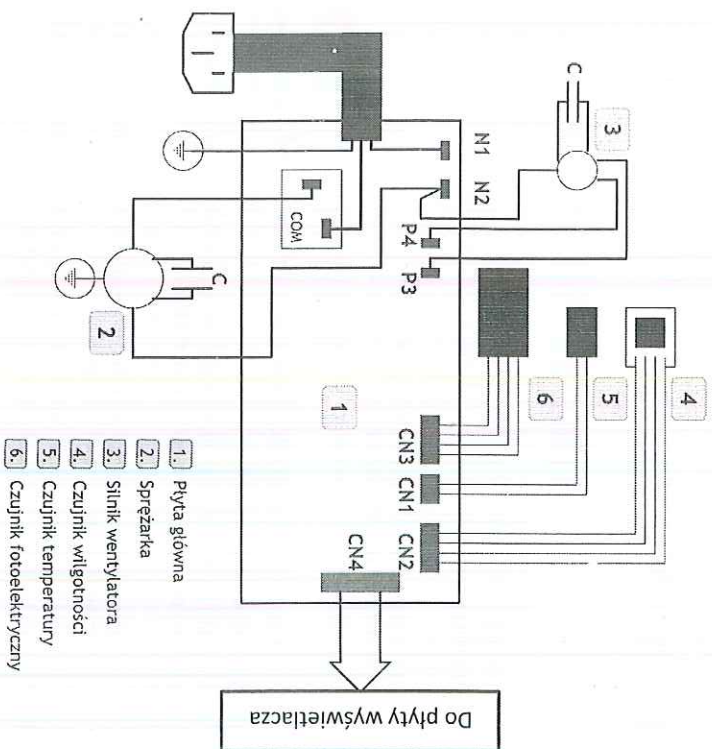 C
3
N1
N2
P4
P3
COM
C
2
6
5
4
1
CN3
CN1
CN2
CN4
1. Płyta główna
2. Sprężarka
3. Silnik wentylatora
4. Czujnik wilgotności
5. Czujnik temperatury
6. Czujnik fotoelektryczny
Do płyty wyświetlacza